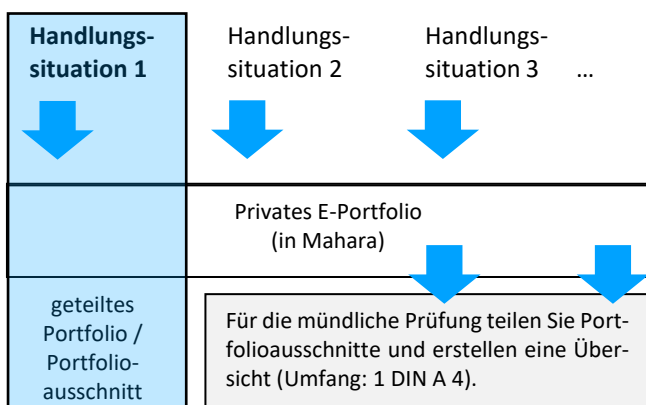 Handlungs-
situation 1
Handlungs-
situation 2
Handlungs-
situation 3 ...
Privates E-Portfolio
(in Mahara)
geteiltes
Portfolio /
Portfolio-
ausschnitt
Für die mündliche Prüfung teilen Sie Port-
folioausschnitte und erstellen eine Über-
sicht (Umfang: 1 DIN A 4).